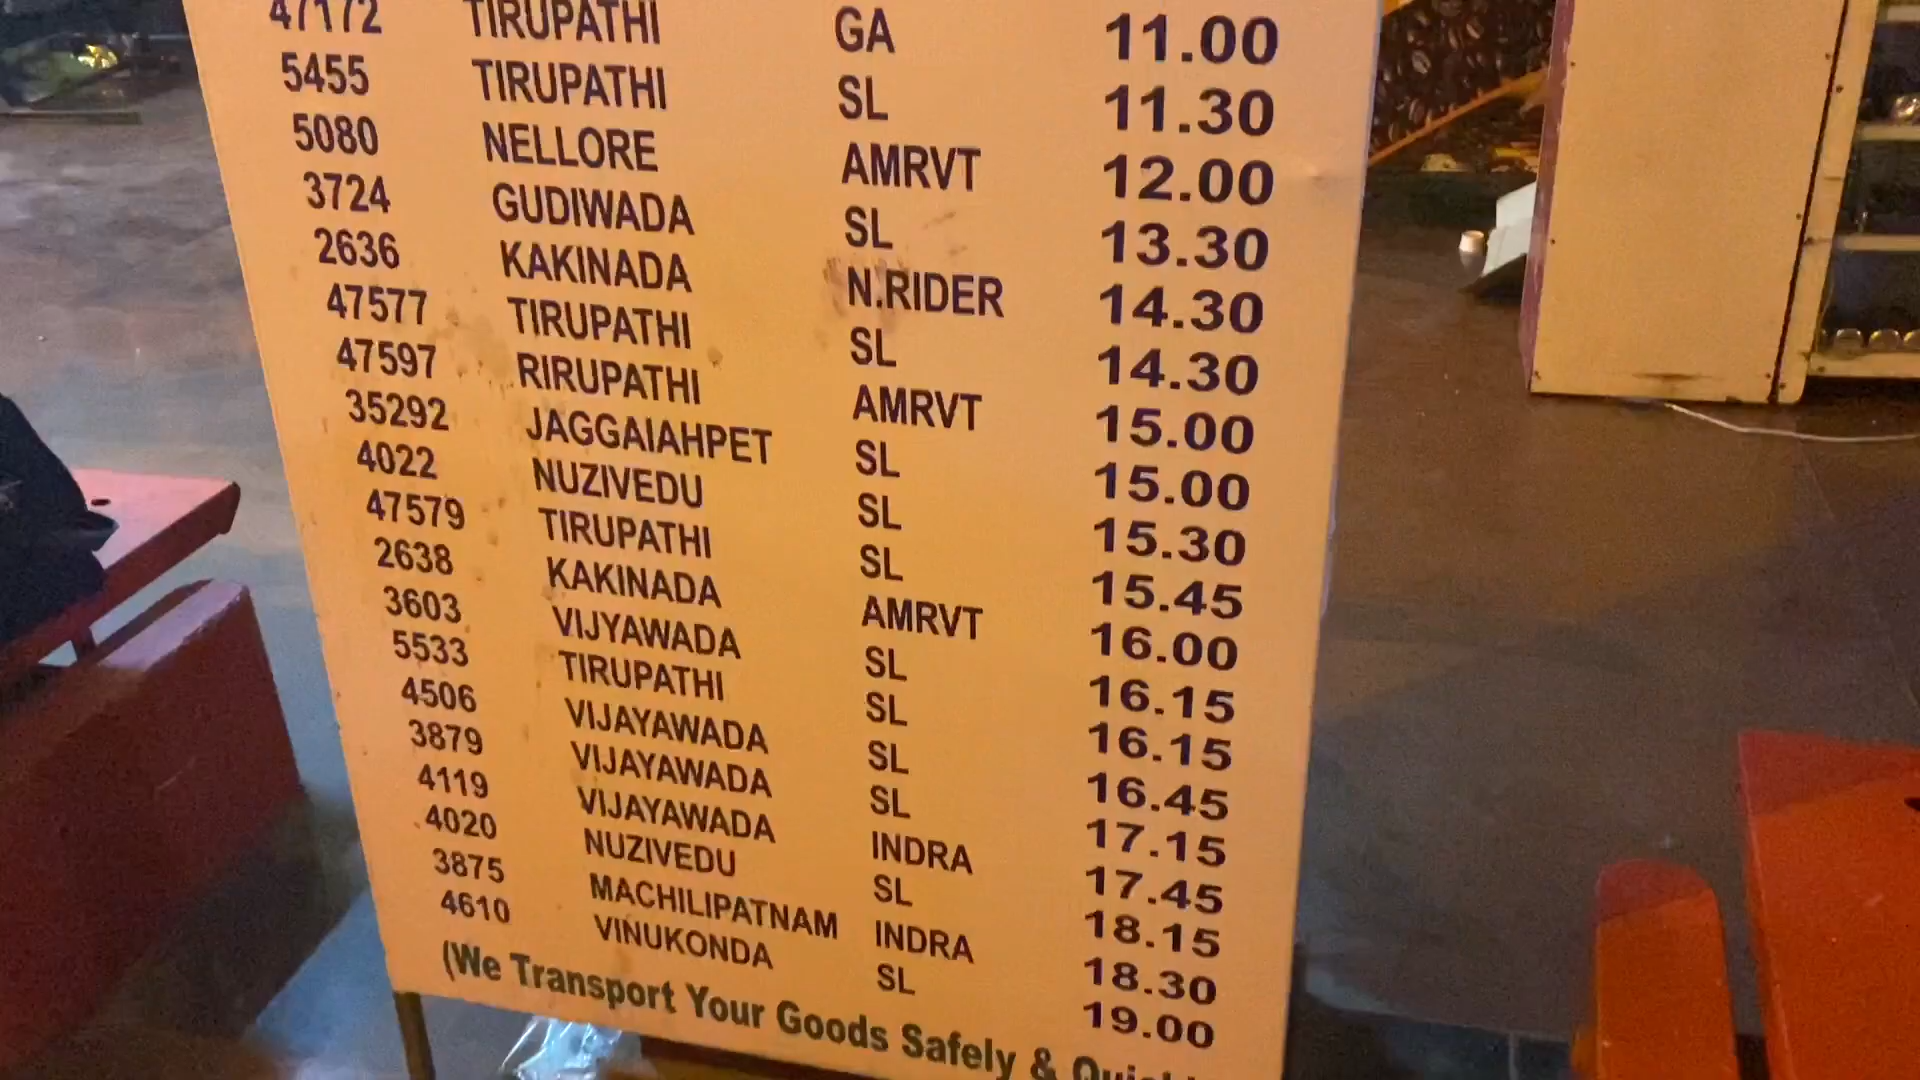 47172 TIRUPATHI GA 11.00
5455 TIRUPATHI SL 11.30
5080 NELLORE AMRVT 12.00
3724 GUDIWADA SL 13.30
2636 KAKINADA N.RIDER 14.30
47577 TIRUPATHI SL 14.30
47597 RIRUPATHI AMRVT 15.00
35292 JAGGAIAHPET SL 15.00
4022 NUZIVEDU SL 15.30
47579 TIRUPATHI SL 15.45
2638 KAKINADA AMRVT 16.00
3603 VIJYAWADA SL 16.15
5533 TIRUPATHI SL 16.15
4506 VIJAYAWADA SL 16.45
3879 VIJAYAWADA SL 17.15
4119 VIJAYAWADA INDRA 17.45
4020 NUZIVEDU SL 18.15
3875 MACHILIPATNAM INDRA 18.30
4610 VINUKONDA SL 19.00
(We Transport Your Goods Safely &